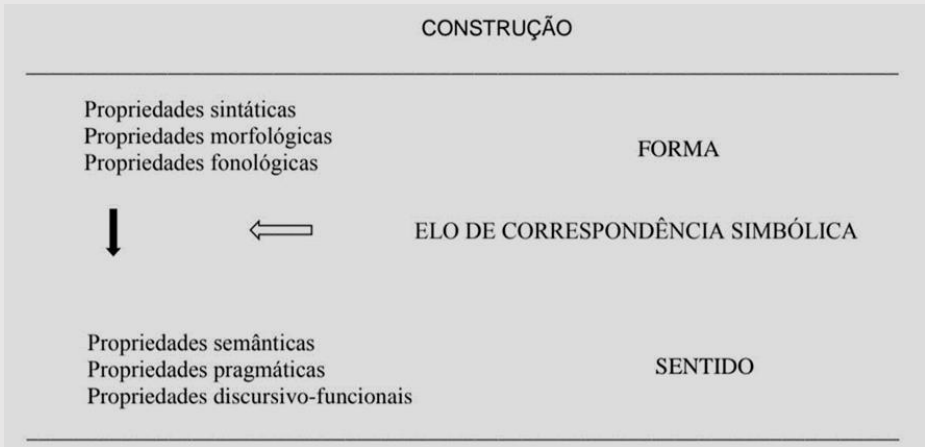 CONSTRUÇÃO
Propriedades sintáticas
Propriedades morfológicas
Propriedades fonológicas
FORMA
ELO DE CORRESPONDÊNCIA SIMBÓLICA
Propriedades semânticas
Propriedades pragmáticas
Propriedades discursivo-funcionais
SENTIDO